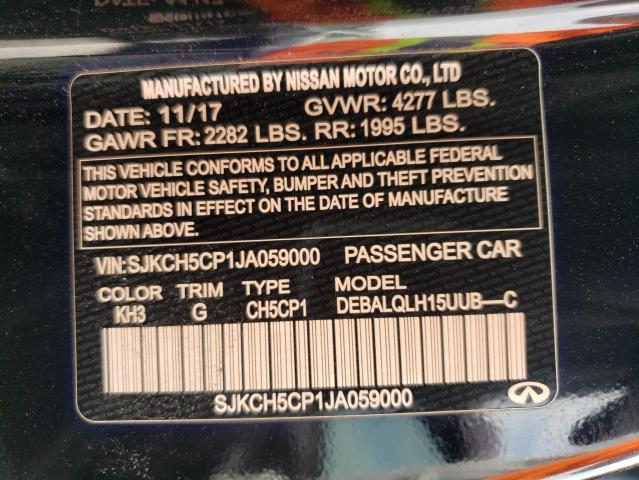 MANUFACTURED BY NISSAN MOTOR CO., LTD
DATE: 11/17 GVWR: 4277 LBS.
GAWR FR: 2282 LBS. RR: 1995 LBS.
THIS VEHICLE CONFORMS TO ALL APPLICABLE FEDERAL
MOTOR VEHICLE SAFETY, BUMPER AND THEFT PREVENTION
STANDARDS IN EFFECT ON THE DATE OF MANUFACTURE
SHOWN ABOVE.
VIN:SJKCH5CP1JA059000 PASSENGER CAR
COLOR TRIM TYPE MODEL
KH3 G CH5CP1 DEBALQLH15UUB—C
SJKCH5CP1JA059000